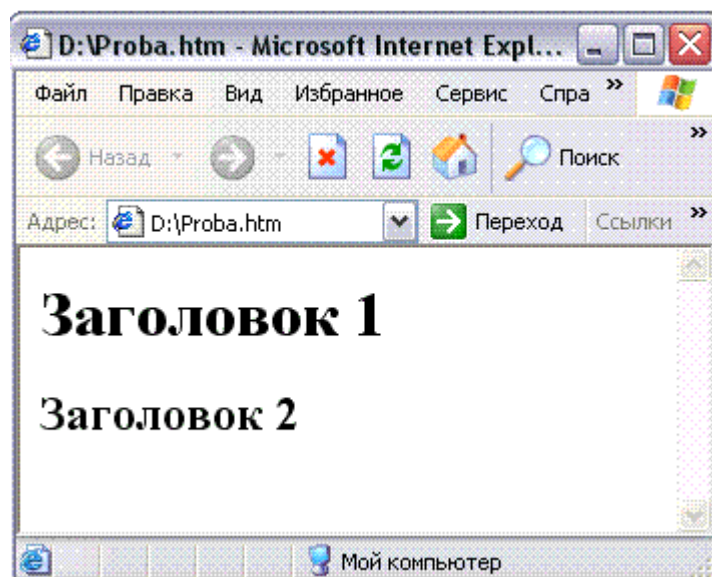 D:\Proba.htm - Microsoft Internet Expl...
Файл Правка Вид Избранное Сервис Спра »
Назад Поиск »
Адрес: D:\Proba.htm Переход Ссылки »
Заголовок 1
Заголовок 2
Мой компьютер